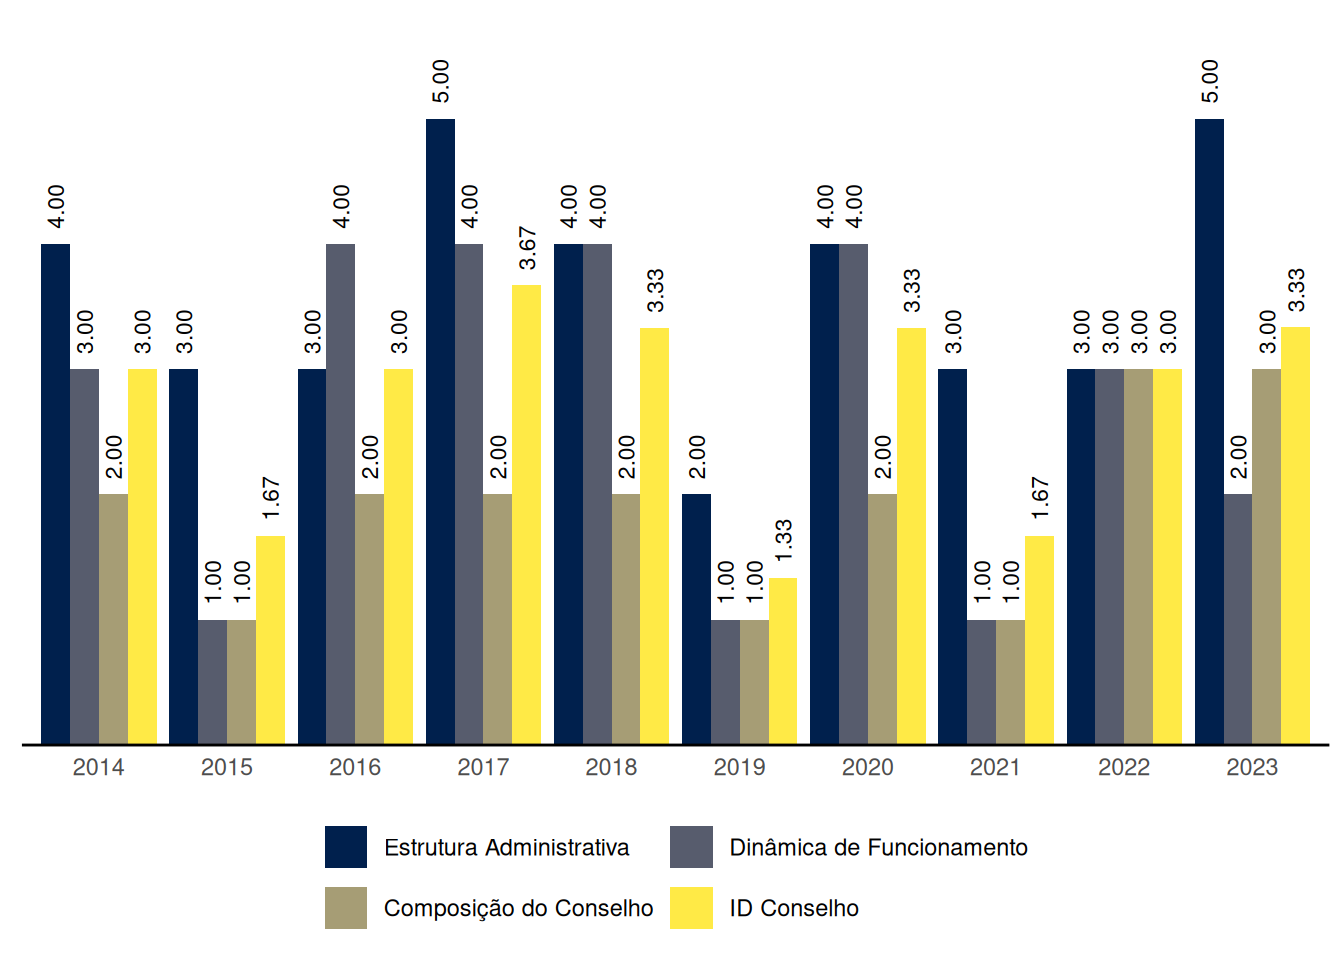 4.00 3.00 2.00 3.00
3.00 1.00 1.00 1.67
3.00 4.00 2.00 3.00
5.00 4.00 2.00 3.67
4.00 4.00 2.00 3.33
2.00 1.00 1.00 1.33
4.00 4.00 2.00 3.33
3.00 1.00 1.00 1.67
3.00 3.00 3.00 3.00
5.00 2.00 3.00 3.33
2014 2015 2016 2017 2018 2019 2020 2021 2022 2023
Estrutura Administrativa Dinâmica de Funcionamento
Composição do Conselho ID Conselho